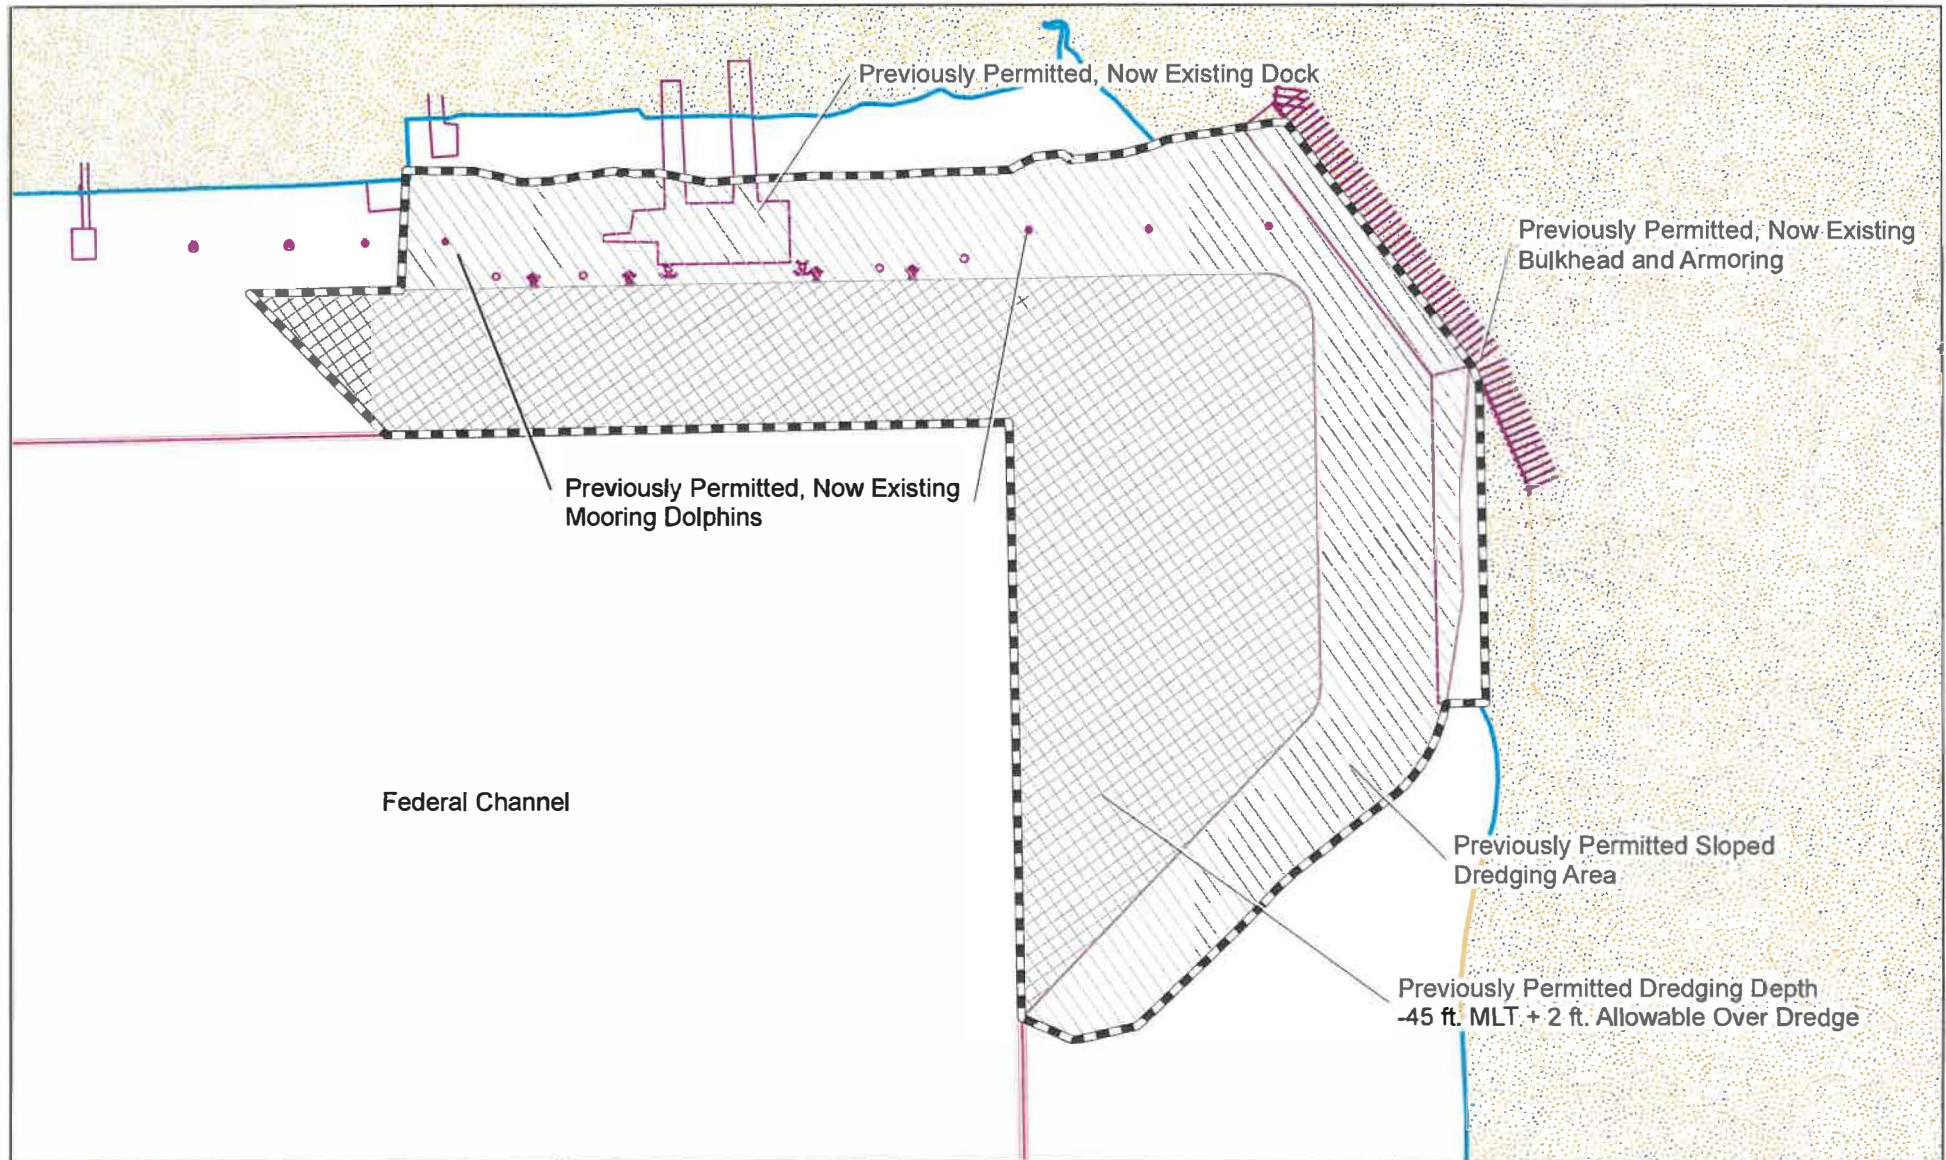 Previously Permitted, Now Existing Dock
Previously Permitted, Now Existing
Bulkhead and Armoring
Previously Permitted, Now Existing
Mooring Dolphins
Federal Channel
Previously Permitted Sloped
Dredging Area
Previously Permitted Dredging Depth
-45 ft. MLT + 2 ft. Allowable Over Dredge